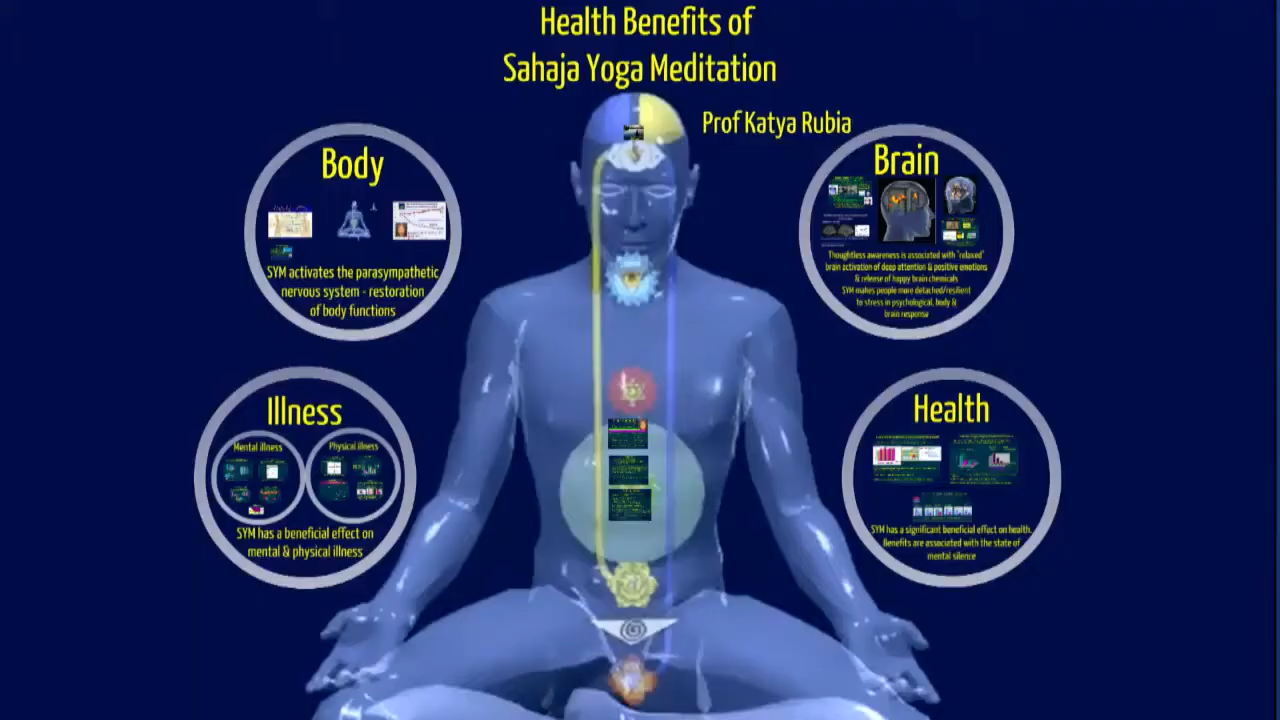 Health Benefits of
Sahaja Yoga Meditation
Prof Katya Rubia
Body
SYM activates the parasympathetic
nervous system - restoration
of body functions
Brain
Thoughtless awareness is associated with "relaxed"
brain activation of deep attention & positive emotions
& release of happy brain chemicals
SYM makes people more detached/resilient
to stress in psychological, body &
brain response
Illness
Mental illness
Physical illness
SYM has a beneficial effect on
mental & physical illness
Health
SYM has a significant beneficial effect on health.
Benefits are associated with the state of
mental silence